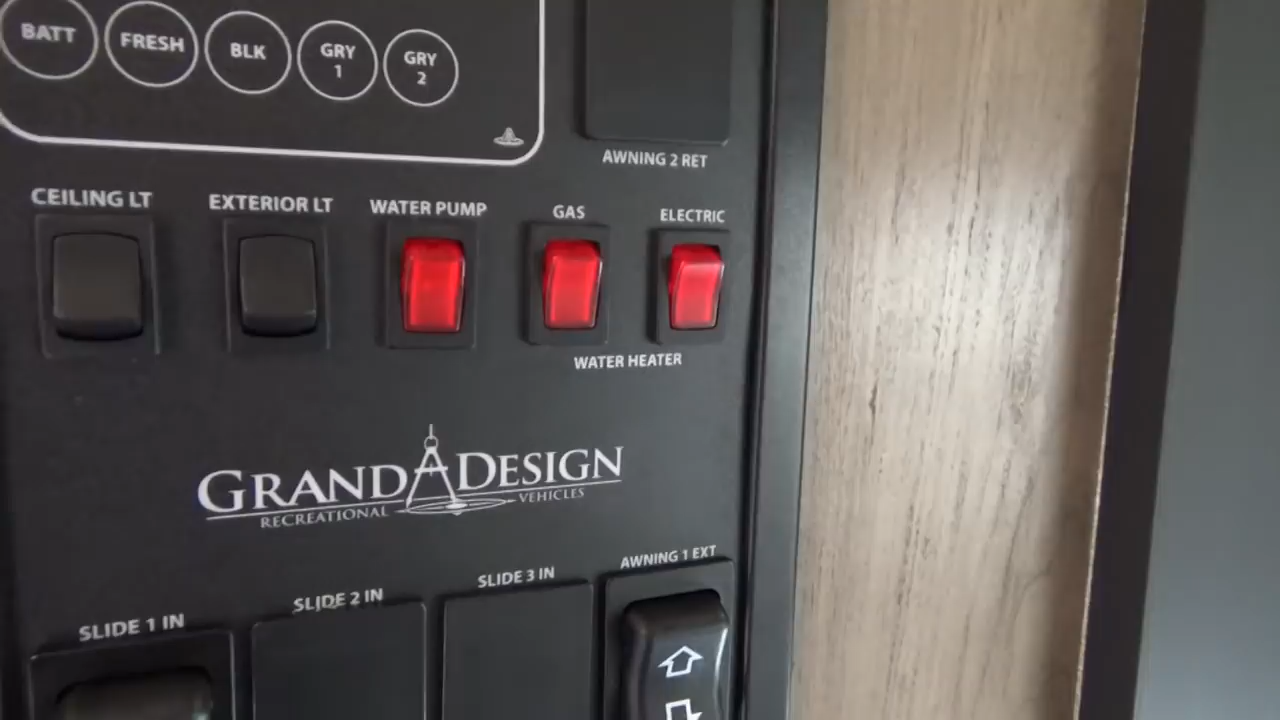 BATT
FRESH
BLK
GRY
1
GRY
2
AWNING 2 RET
CEILING LT
EXTERIOR LT
WATER PUMP
GAS
ELECTRIC
WATER HEATER
GRAND DESIGN
RECREATIONAL VEHICLES
SLIDE 1 IN
SLIDE 2 IN
SLIDE 3 IN
AWNING 1 EXT